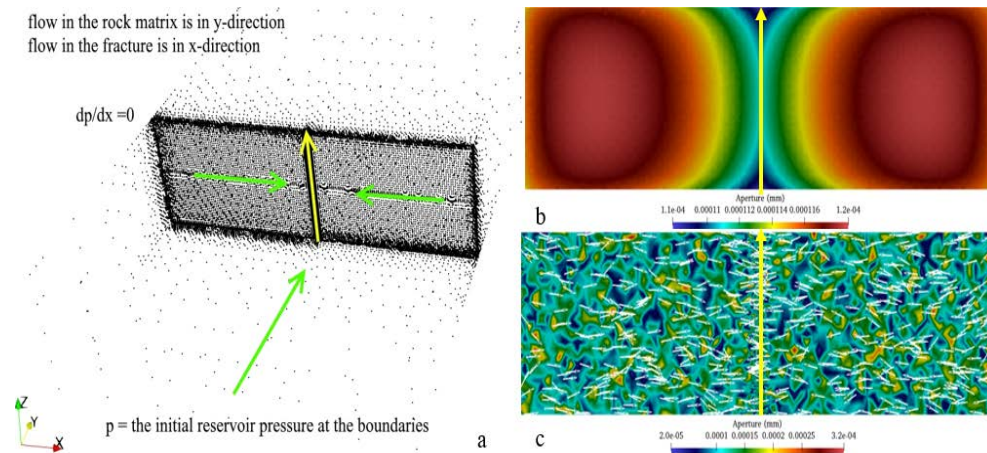 flow in the rock matrix is in y-direction
flow in the fracture is in x-direction
dp/dx =0
p = the initial reservoir pressure at the boundaries
a
Z
Y
X
b
Aperture (mm)
1.1e-04 0.00011 0.000112 0.000114 0.000116 1.2e-04
c
Aperture (mm)
2.0e-05 0.0001 0.00015 0.0002 0.00025 3.2e-04